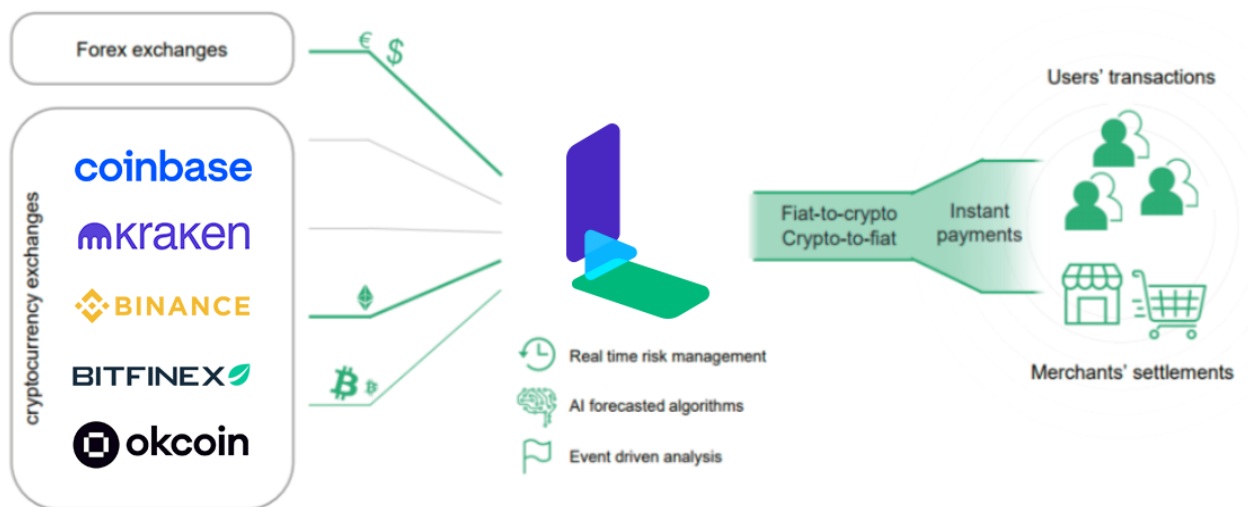 Forex exchanges
€ $
cryptocurrency exchanges
coinbase
kraken
BINANCE
BITFINEX
okcoin
Real time risk management
AI forecasted algorithms
Event driven analysis
Fiat-to-crypto
Crypto-to-fiat
Instant
payments
Users' transactions
Merchants' settlements